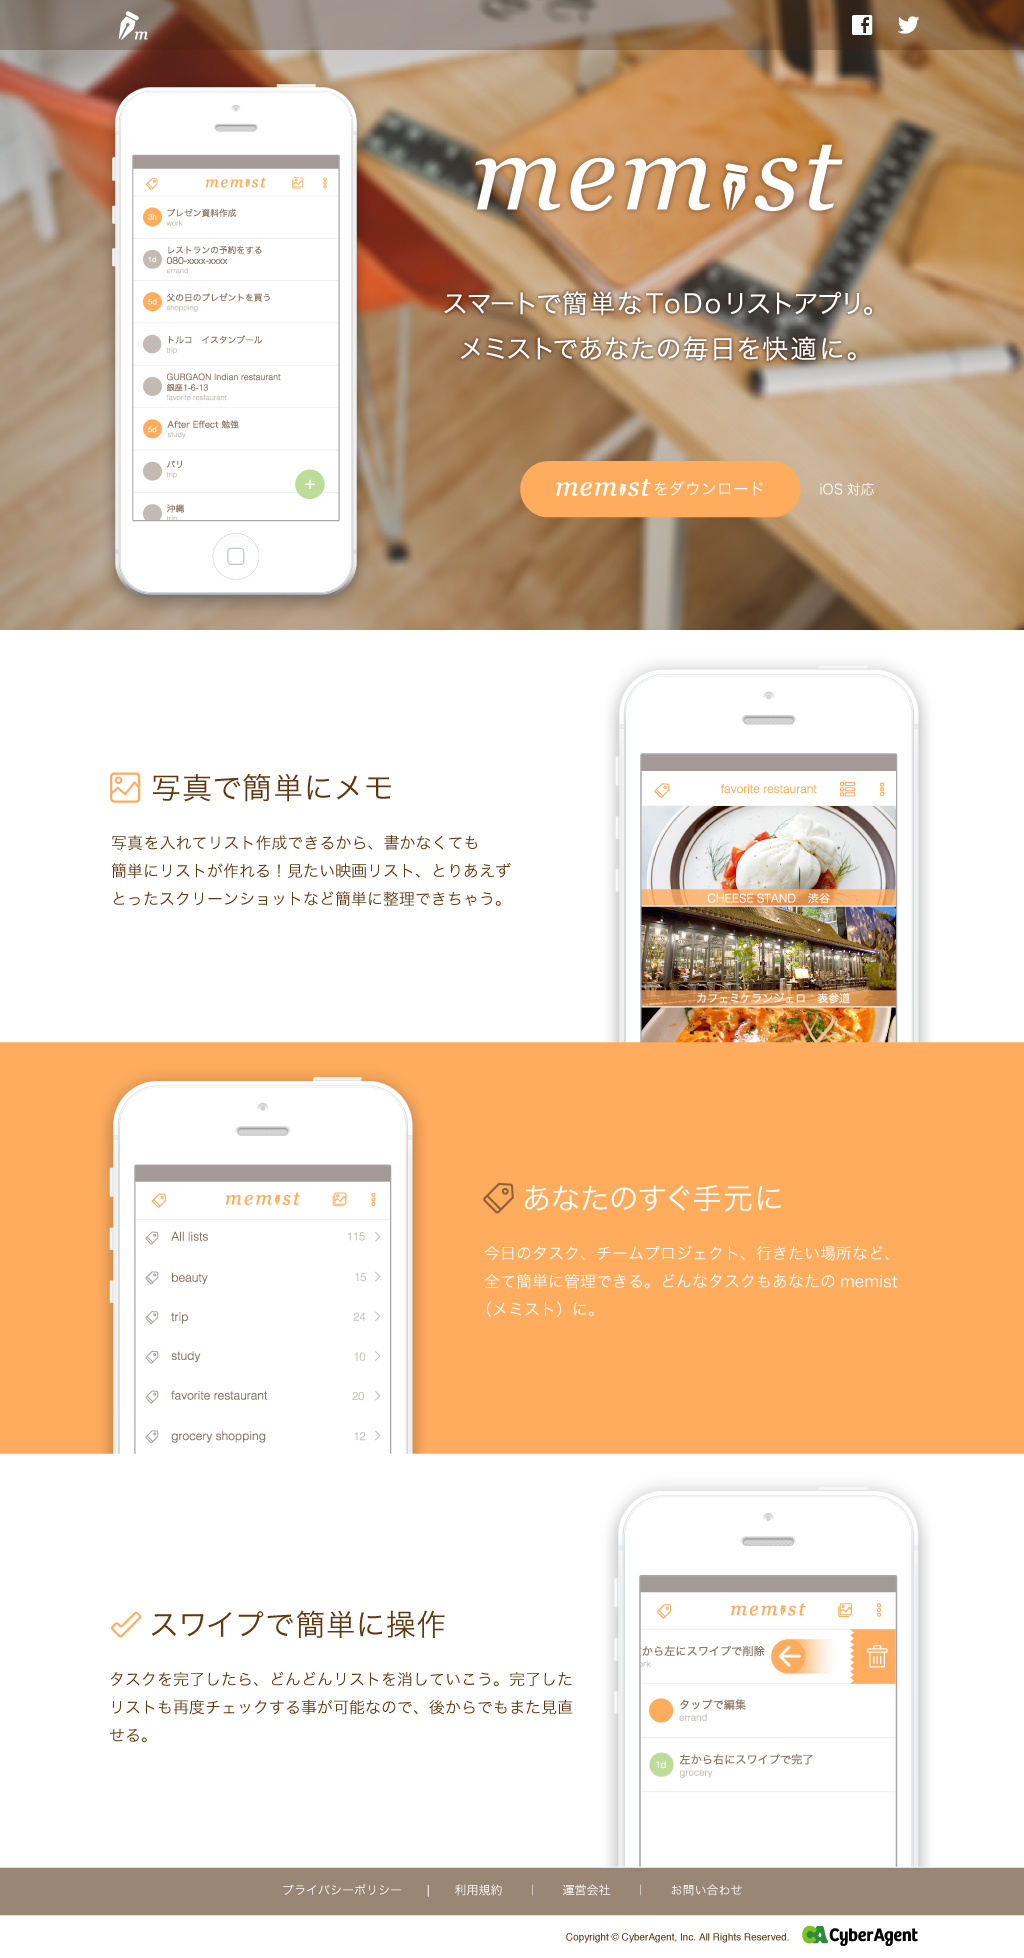 m
memist
3h プレゼン資料作成
work
1d レストランの予約をする
080-xxxx-xxxx
errand
5d 父の日のプレゼントを買う
shopping
トルコ　イスタンブール
trip
GURGAON Indian restaurant
銀座1-6-13
favorite restaurant
5d After Effect 勉強
study
パリ
trip
沖縄
trip
memist
スマートで簡単なToDoリストアプリ。
メミストであなたの毎日を快適に。
memistをダウンロード
iOS 対応
写真で簡単にメモ
写真を入れてリスト作成できるから、書かなくても
簡単にリストが作れる！見たい映画リスト、とりあえず
とったスクリーンショットなど簡単に整理できちゃう。
favorite restaurant
CHEESE STAND　渋谷
カフェミケランジェロ　表参道
memist
All lists 115
beauty 15
trip 24
study 10
favorite restaurant 20
grocery shopping 12
あなたのすぐ手元に
今日のタスク、チームプロジェクト、行きたい場所など、
全て簡単に管理できる。どんなタスクもあなたの memist
（メミスト）に。
スワイプで簡単に操作
タスクを完了したら、どんどんリストを消していこう。完了した
リストも再度チェックする事が可能なので、後からでもまた見直
せる。
memist
から左にスワイプで削除
ork
タップで編集
errand
1d 左から右にスワイプで完了
grocery
プライバシーポリシー | 利用規約 | 運営会社 | お問い合わせ
Copyright © CyberAgent, Inc. All Rights Reserved.
CA CyberAgent